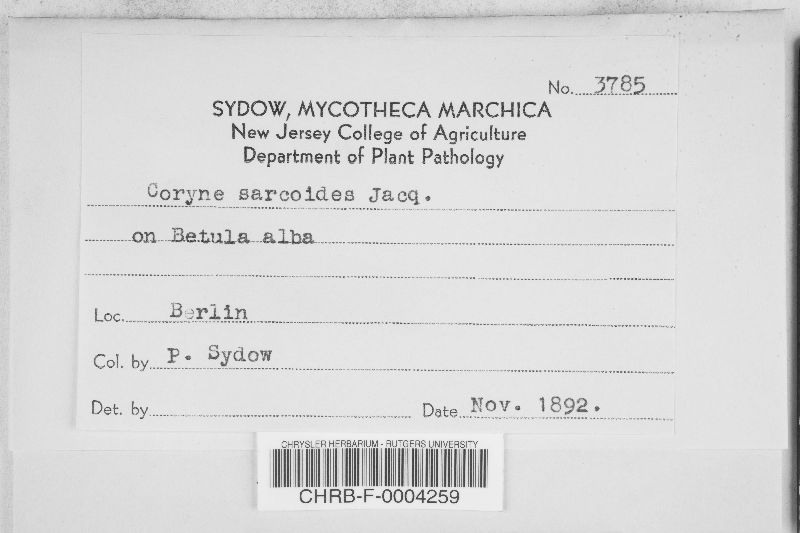 No. 3785
SYDOW, MYCOTHECA MARCHICA
New Jersey College of Agriculture
Department of Plant Pathology
Coryne sarcoides Jacq.
on Betula alba
Loc. Berlin
Col. by P. Sydow
Det. by Date Nov. 1892.
CHRYSLER HERBARIUM - RUTGERS UNIVERSITY
CHRB-F-0004259